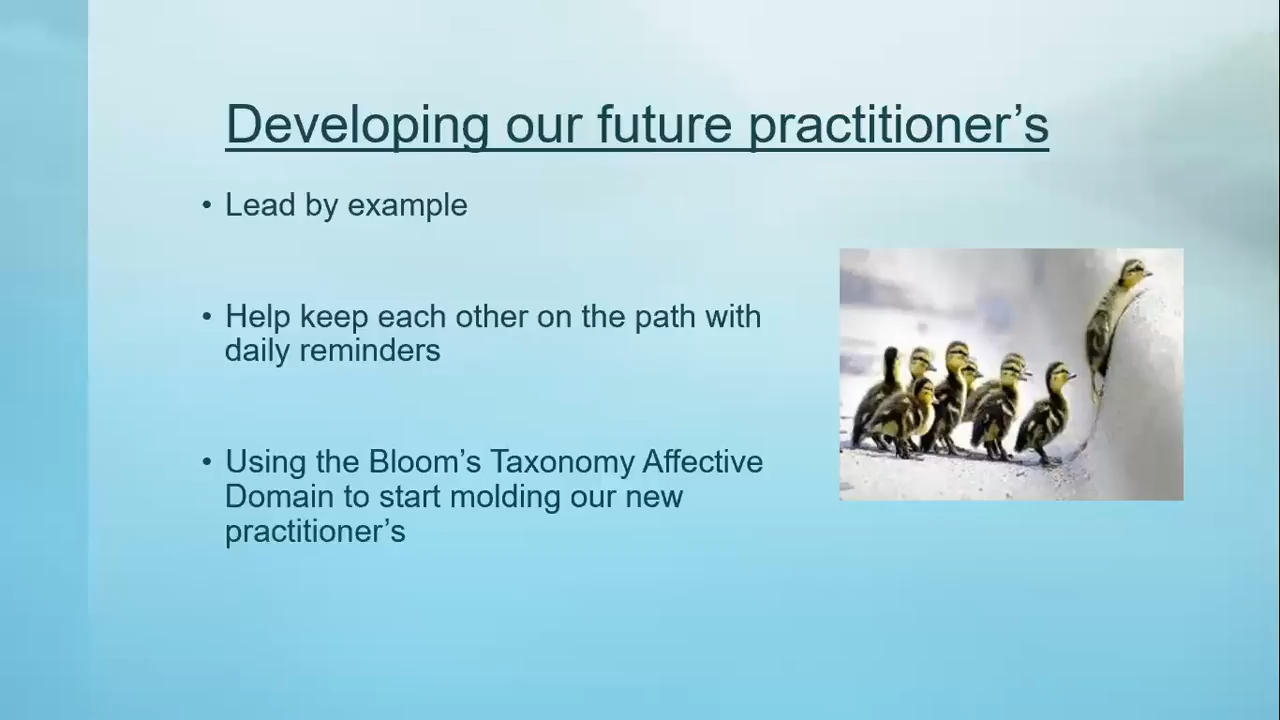 Developing our future practitioner’s
• Lead by example
• Help keep each other on the path with
daily reminders
• Using the Bloom’s Taxonomy Affective
Domain to start molding our new
practitioner’s